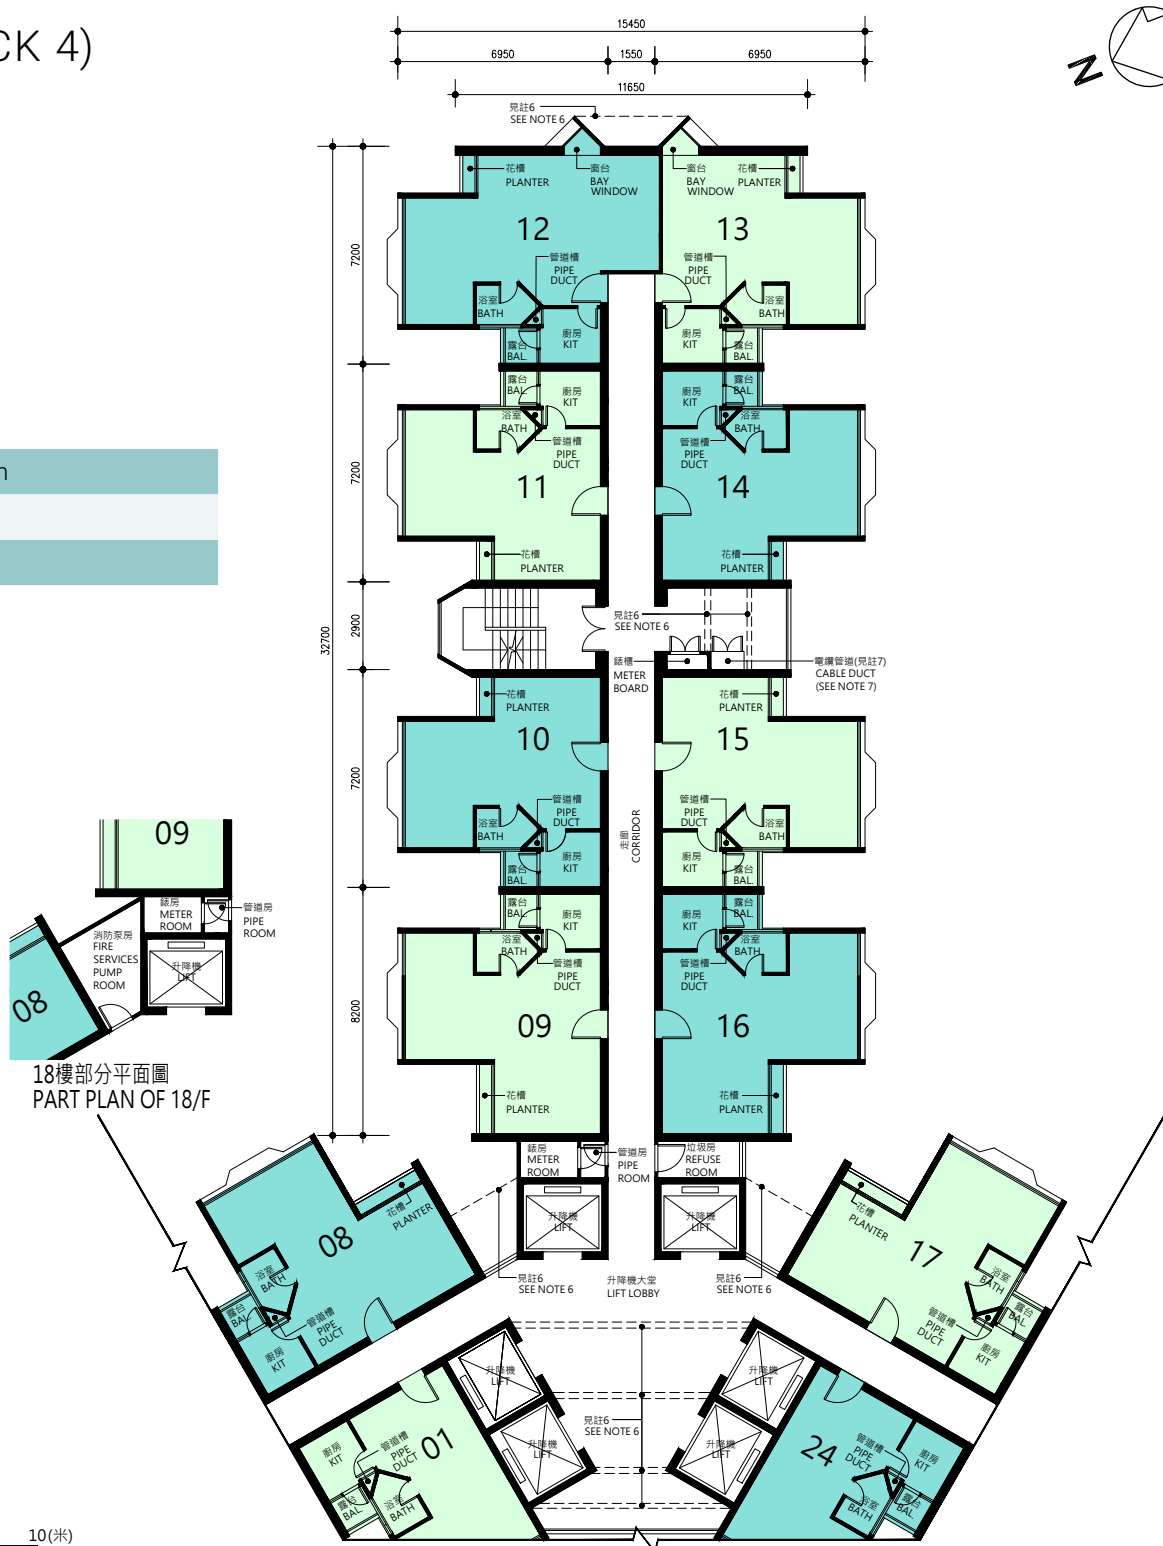 CK 4)
15450
6950
1550
6950
11650
N
見註6
SEE NOTE 6
花槽
PLANTER
窗台
BAY
WINDOW
窗台
BAY
WINDOW
花槽
PLANTER
12
13
7200
管道槽
PIPE
DUCT
管道槽
PIPE
DUCT
浴室
BATH
浴室
BATH
廚房
KIT
廚房
KIT
露台
BAL.
露台
BAL.
露台
BAL.
廚房
KIT
廚房
KIT
露台
BAL.
浴室
BATH
浴室
BATH
管道槽
PIPE
DUCT
管道槽
PIPE
DUCT
7200
11
14
花槽
PLANTER
花槽
PLANTER
32700
2900
見註6
SEE NOTE 6
錶櫃
METER
BOARD
電纜管道(見註7)
CABLE DUCT
(SEE NOTE 7)
花槽
PLANTER
花槽
PLANTER
10
15
7200
管道槽
PIPE
DUCT
管道槽
PIPE
DUCT
浴室
BATH
浴室
BATH
走廊
CORRIDOR
廚房
KIT
廚房
KIT
露台
BAL.
露台
BAL.
露台
BAL.
廚房
KIT
廚房
KIT
露台
BAL.
浴室
BATH
浴室
BATH
管道槽
PIPE
DUCT
管道槽
PIPE
DUCT
8200
09
16
花槽
PLANTER
花槽
PLANTER
09
錶房
METER
ROOM
管道房
PIPE
ROOM
消防泵房
FIRE
SERVICES
PUMP
ROOM
升降機
LIFT
08
18樓部分平面圖
PART PLAN OF 18/F
錶房
METER
ROOM
管道房
PIPE
ROOM
垃圾房
REFUSE
ROOM
升降機
LIFT
升降機
LIFT
08
花槽
PLANTER
浴室
BATH
露台
BAL.
管道槽
PIPE
DUCT
廚房
KIT
見註6
SEE NOTE 6
升降機大堂
LIFT LOBBY
見註6
SEE NOTE 6
17
花槽
PLANTER
浴室
BATH
露台
BAL.
管道槽
PIPE
DUCT
廚房
KIT
升降機
LIFT
升降機
LIFT
見註6
SEE NOTE 6
升降機
LIFT
升降機
LIFT
01
廚房
KIT
管道槽
PIPE
DUCT
露台
BAL.
浴室
BATH
24
管道槽
PIPE
DUCT
廚房
KIT
浴室
BATH
露台
BAL.
10(米)